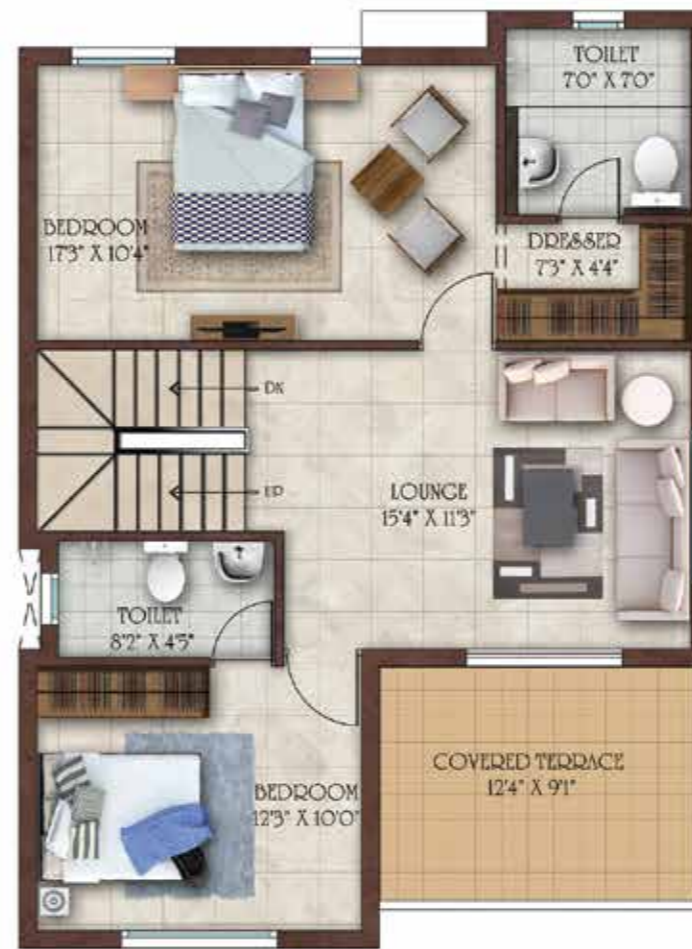 TOILET
7'0" X 7'0"
BEDROOM
17'3" X 10'4"
DRESSER
7'3" X 4'4"
DN
UP
LOUNGE
15'4" X 11'3"
TOILET
8'2" X 4'5"
BEDROOM
12'3" X 10'0"
COVERED TERRACE
12'4" X 9'1"